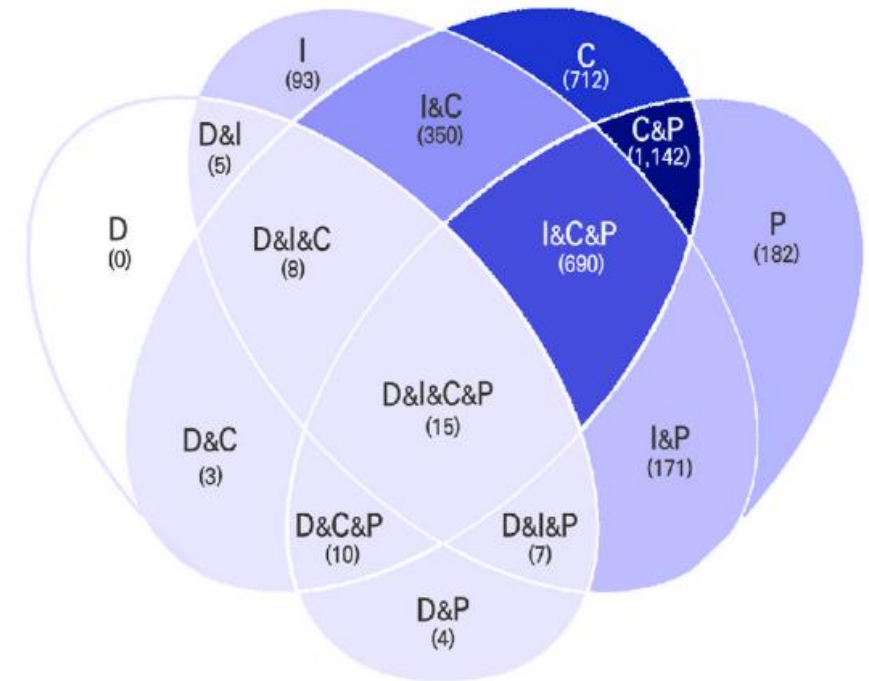 I
(93)
C
(712)
I&C
(350)
C&P
(1,142)
D&I
(5)
D
(0)
D&I&C
(8)
I&C&P
(690)
P
(182)
D&I&C&P
(15)
D&C
(3)
I&P
(171)
D&C&P
(10)
D&I&P
(7)
D&P
(4)